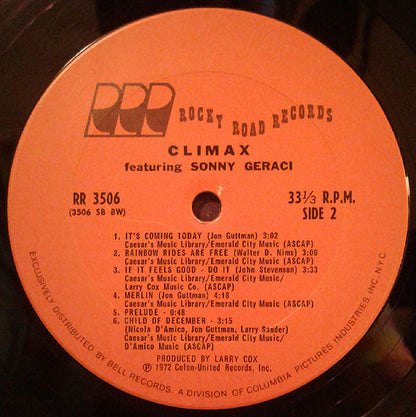 RRR ROCKY ROAD RECORDS
CLIMAX
featuring SONNY GERACI
RR 3506
(3506 SB BW)
33⅓ R.P.M.
SIDE 2
1. IT'S COMING TODAY (Jon Guttman) 3:02
Caesar's Music Library/Emerald City Music (ASCAP)
2. RAINBOW RIDES ARE FREE (Walter D. Nims) 3:06
Caesar's Music Library/Emerald City Music (ASCAP)
3. IF IT FEELS GOOD - DO IT (John Stevenson) 3:33
Caesar's Music Library/Emerald City Music/
Larry Cox Music Co. (ASCAP)
4. MERLIN (Jon Guttman) 4:18
Caesar's Music Library/Emerald City Music (ASCAP)
5. PRELUDE - 0:48
6. CHILD OF DECEMBER - 3:15
(Nicola D'Amico, Jon Guttman, Larry Sander)
Caesar's Music Library/Emerald City Music/
D'Amico Music (ASCAP)
PRODUCED BY LARRY COX
℗ 1972 Cofon-United Records, Inc.
EXCLUSIVELY DISTRIBUTED BY BELL RECORDS, A DIVISION OF COLUMBIA PICTURES INDUSTRIES, INC. N.Y.C.